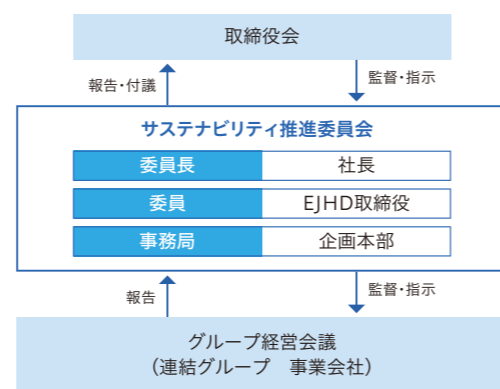 取締役会
報告・付議
監督・指示
サステナビリティ推進委員会
委員長 社長
委員 EJHD取締役
事務局 企画本部
報告
監督・指示
グループ経営会議
（連結グループ　事業会社）